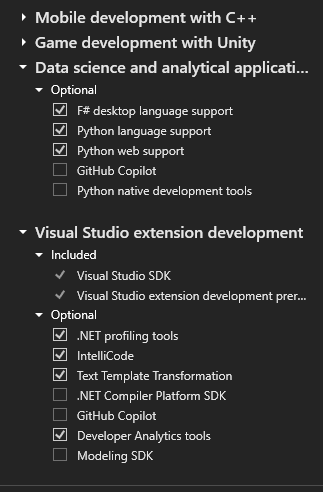 Mobile development with C++
Game development with Unity
Data science and analytical applicati...
Optional
F# desktop language support
Python language support
Python web support
GitHub Copilot
Python native development tools
Visual Studio extension development
Included
Visual Studio SDK
Visual Studio extension development prer...
Optional
.NET profiling tools
IntelliCode
Text Template Transformation
.NET Compiler Platform SDK
GitHub Copilot
Developer Analytics tools
Modeling SDK